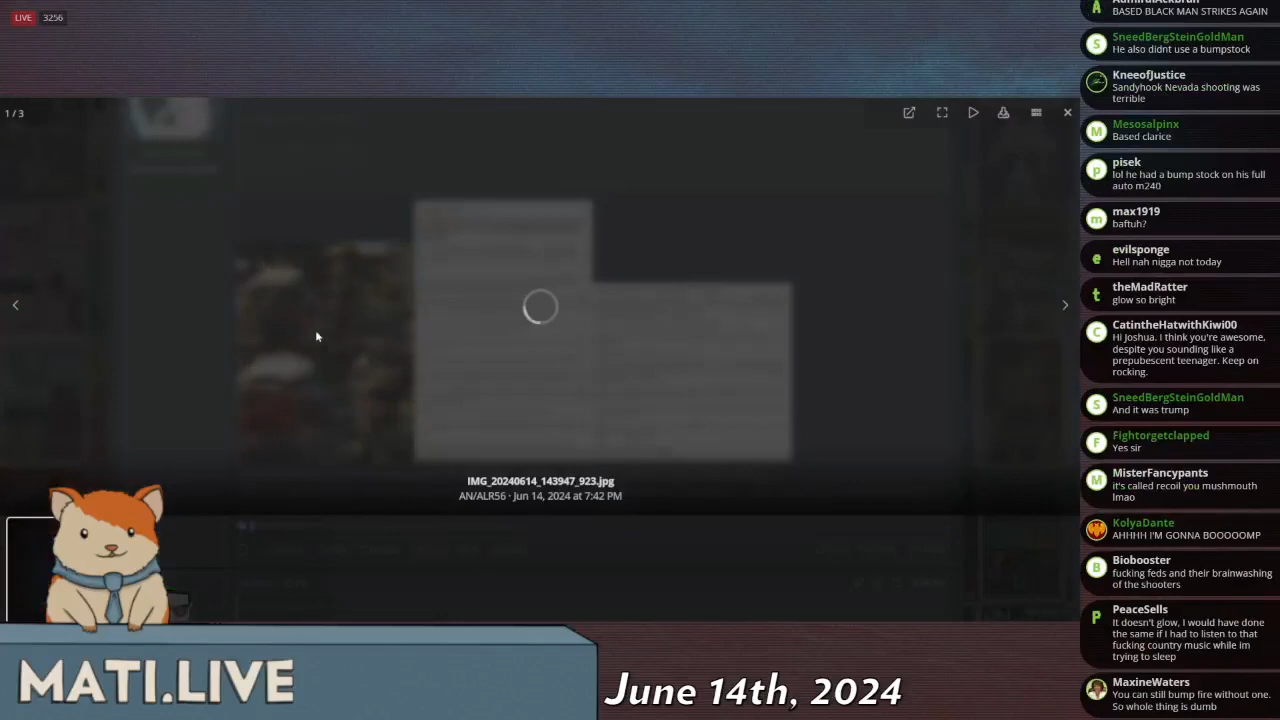 LIVE 3256
1 / 3
IMG_20240614_143947_923.jpg
AN/ALR56 · Jun 14, 2024 at 7:42 PM
MATI.LIVE
June 14th, 2024
A
BASED BLACK MAN STRIKES AGAIN
S
SneedBergSteinGoldMan
He also didnt use a bumpstock
KneeofJustice
Sandyhook Nevada shooting was
terrible
M
Mesosalpinx
Based clarice
p
pisek
lol he had a bump stock on his full
auto m240
m
max1919
baftuh?
e
evilsponge
Hell nah nigga not today
t
theMadRatter
glow so bright
C
CatintheHatwithKiwi00
Hi Joshua. I think you're awesome,
despite you sounding like a
prepubescent teenager. Keep on
rocking.
S
SneedBergSteinGoldMan
And it was trump
F
Fightorgetclapped
Yes sir
M
MisterFancypants
it's called recoil you mushmouth
lmao
KolyaDante
AHHHH I'M GONNA BOOOOOMP
B
Biobooster
fucking feds and their brainwashing
of the shooters
P
PeaceSells
It doesn't glow, I would have done
the same if I had to listen to that
fucking country music while im
trying to sleep
MaxineWaters
You can still bump fire without one.
So whole thing is dumb